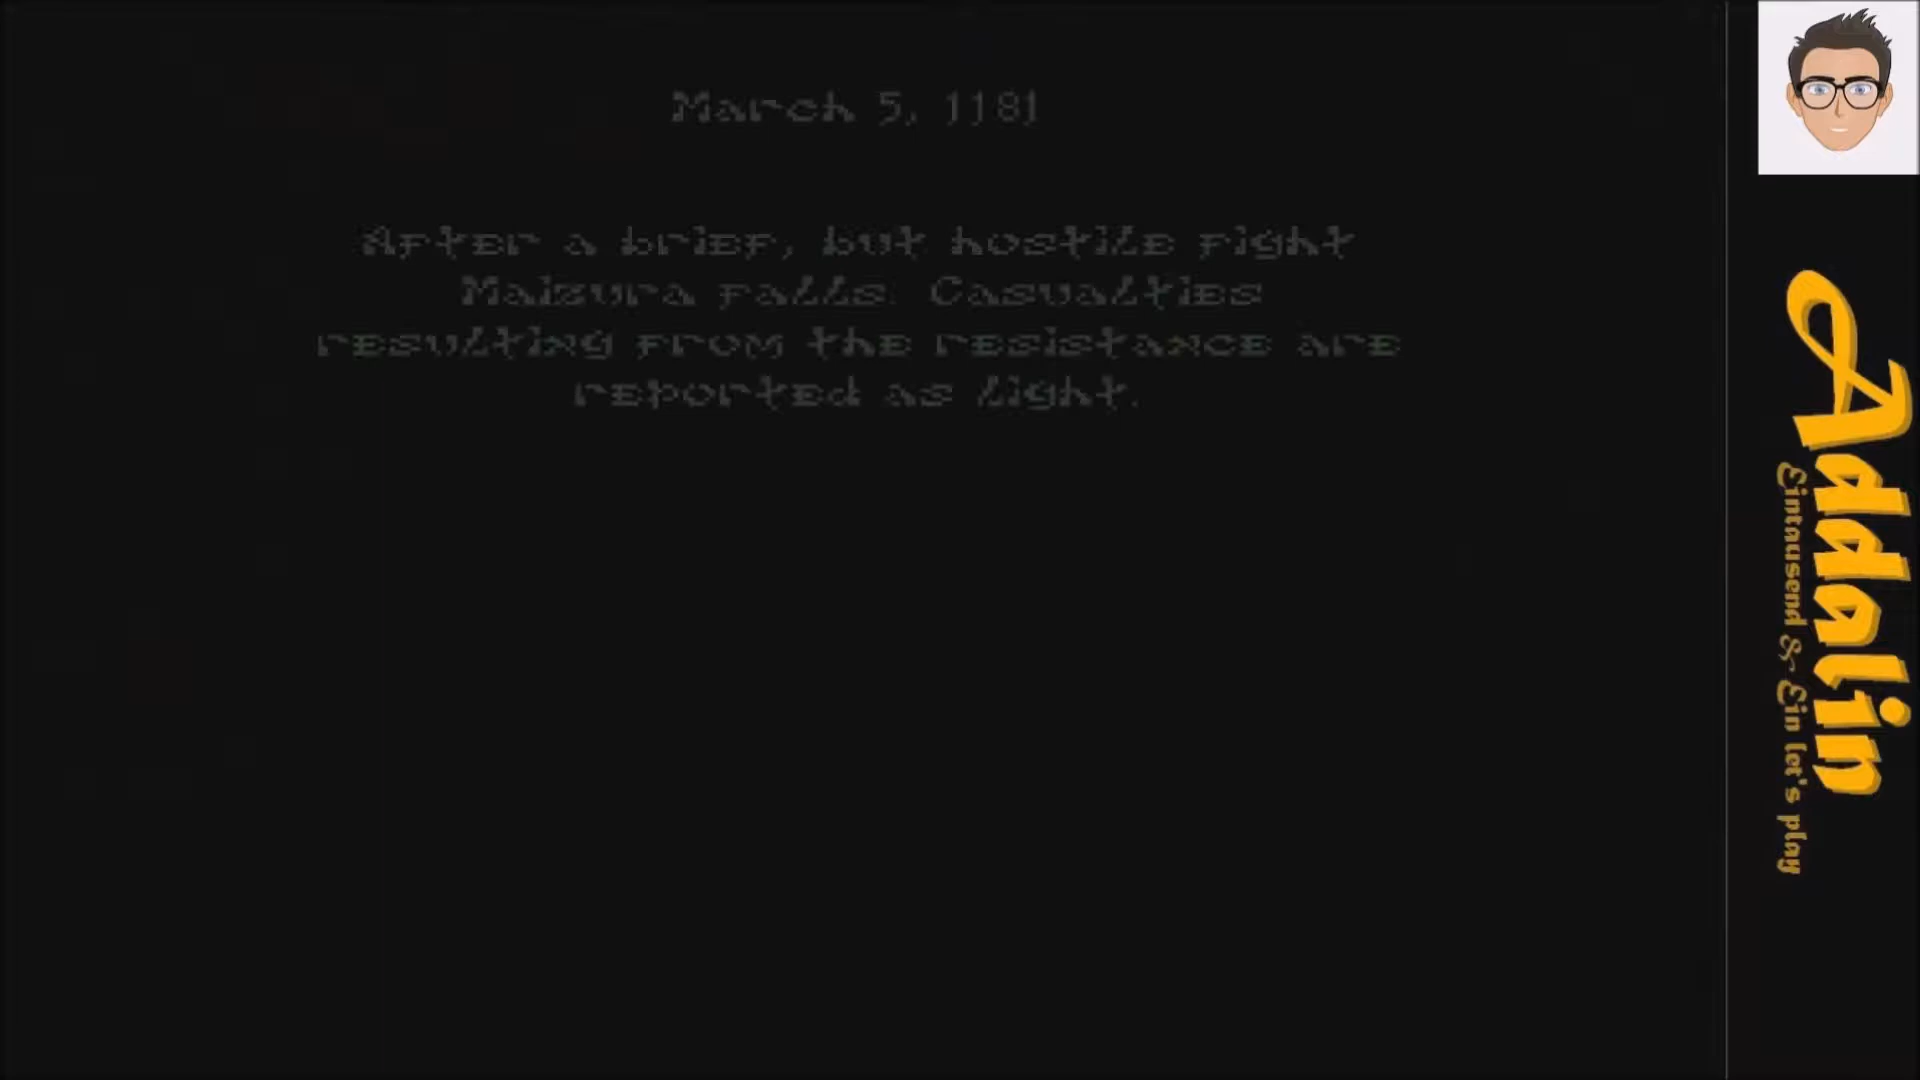 March 5, 1181
After a brief, but hostile fight
Maizura falls. Casualties
resulting from the resistance are
reported as light.
Addalin
Eintausend & Ein let's play